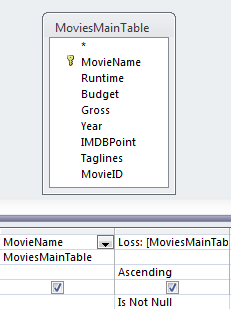 MoviesMainTable
*
MovieName
Runtime
Budget
Gross
Year
IMDBPoint
Taglines
MovieID
MovieName Loss: [MoviesMainTab
MoviesMainTable
Ascending
Is Not Null